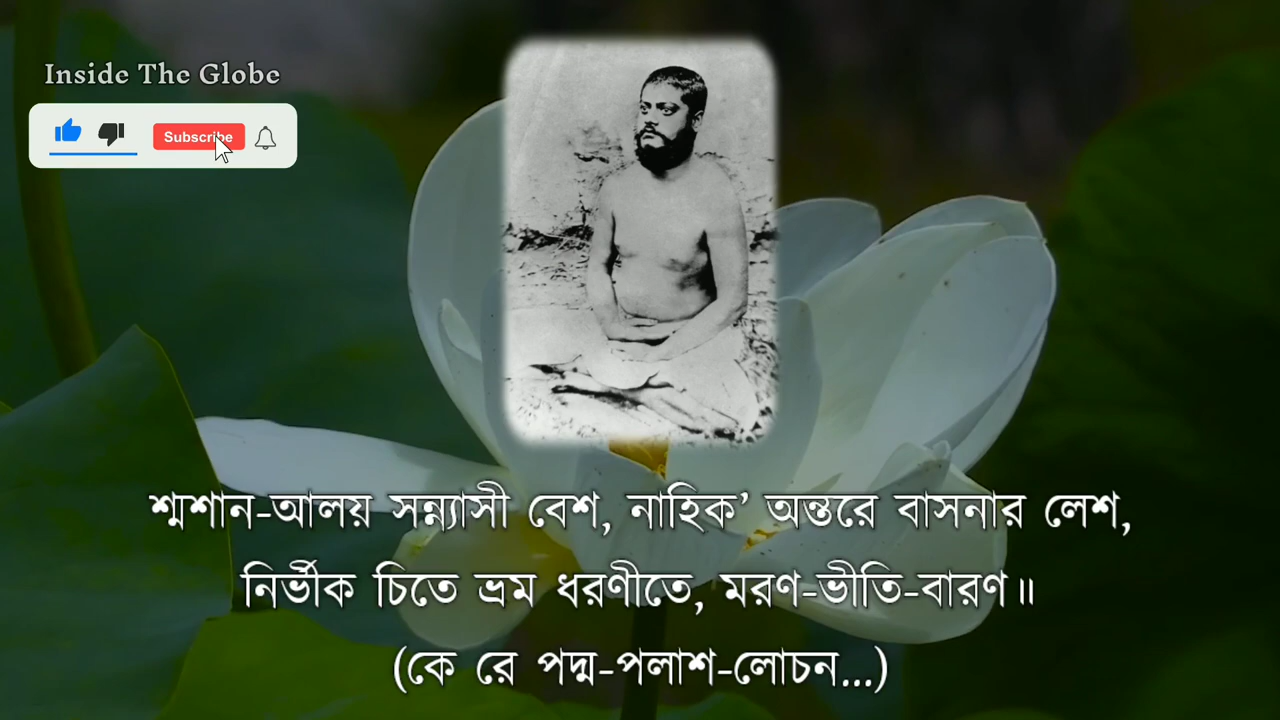 Inside The Globe
Subscribe
শ্মশান-আলয় সন্ন্যাসী বেশ, নাহিক’ অন্তরে বাসনার লেশ,
নির্ভীক চিতে ভ্রম ধরণীতে, মরণ-ভীতি-বারণ॥
(কে রে পদ্ম-পলাশ-লোচন...)